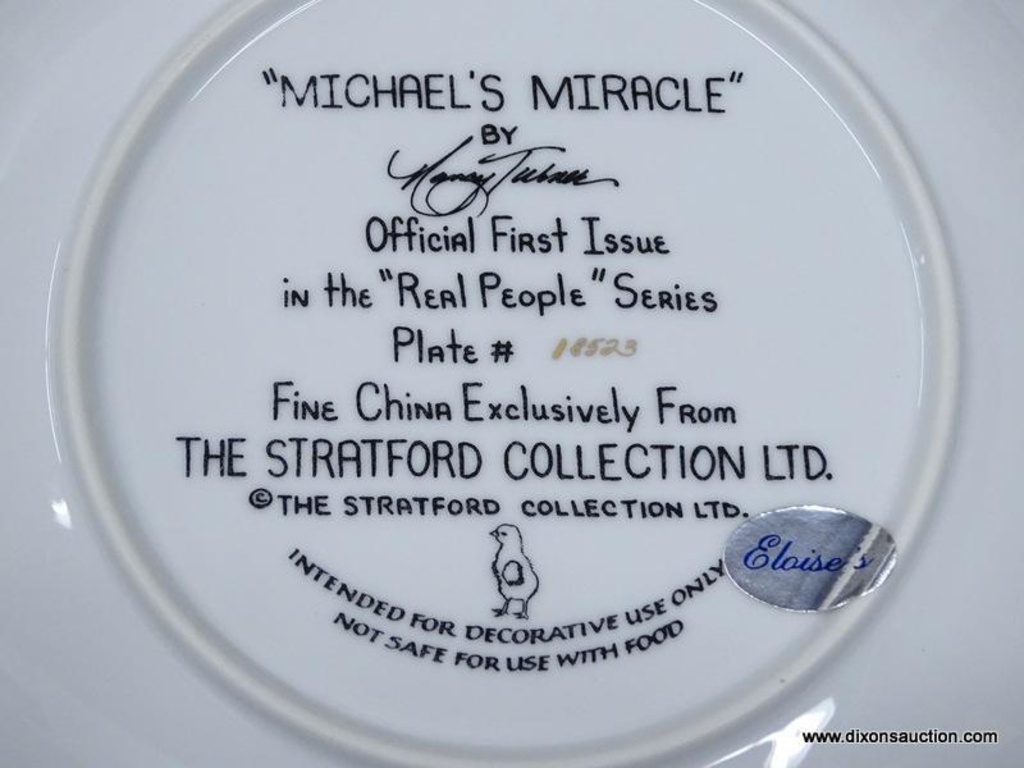 "MICHAEL'S MIRACLE"
BY
Nancy Turner
Official First Issue
in the "Real People" Series
Plate # 18523
Fine China Exclusively From
THE STRATFORD COLLECTION LTD.
© THE STRATFORD COLLECTION LTD.
Eloise's
INTENDED FOR DECORATIVE USE ONLY
NOT SAFE FOR USE WITH FOOD
www.dixonsauction.com